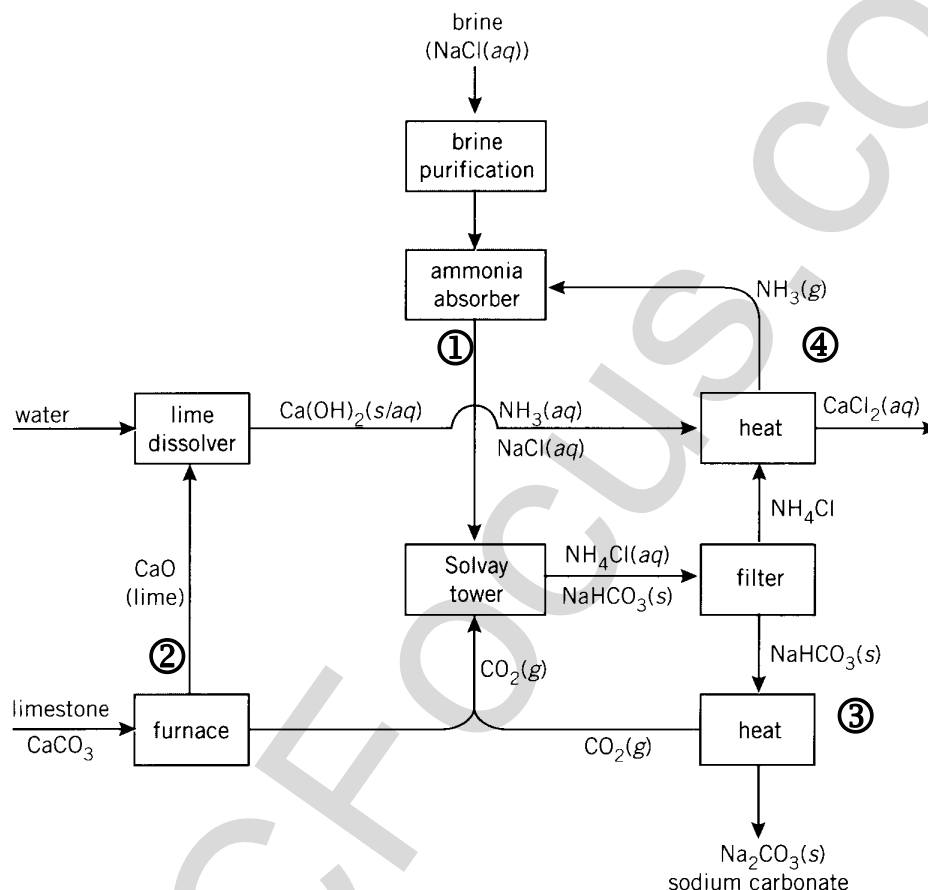 brine
(NaCl(aq))
brine
purification
ammonia
absorber
NH₃(g)
①
④
water
lime
dissolver
Ca(OH)₂(s/aq)
NH₃(aq)
NaCl(aq)
heat
CaCl₂(aq)
NH₄Cl
CaO
(lime)
Solvay
tower
NH₄Cl(aq)
NaHCO₃(s)
filter
②
CO₂(g)
NaHCO₃(s)
limestone
CaCO₃
furnace
CO₂(g)
heat
③
Na₂CO₃(s)
sodium carbonate
CFocus.co